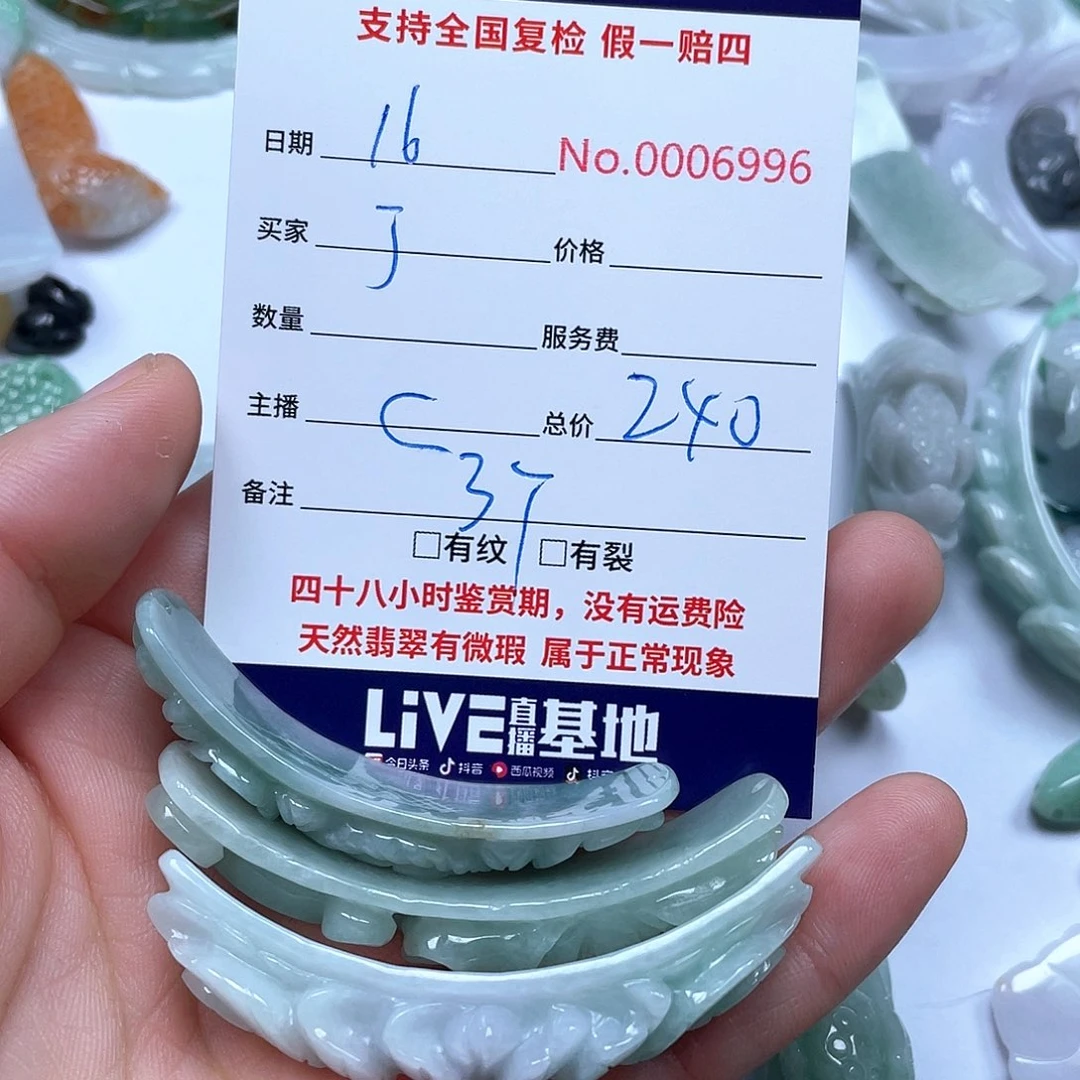 支持全国复检 假一赔四
日期 16 No.0006996
买家 J 价格
数量 服务费
主播 C 总价 240
备注 3T
□有纹 □有裂
四十八小时鉴赏期，没有运费险
天然翡翠有微瑕 属于正常现象
LiVE直播基地
今日头条 抖音 西瓜视频 抖音